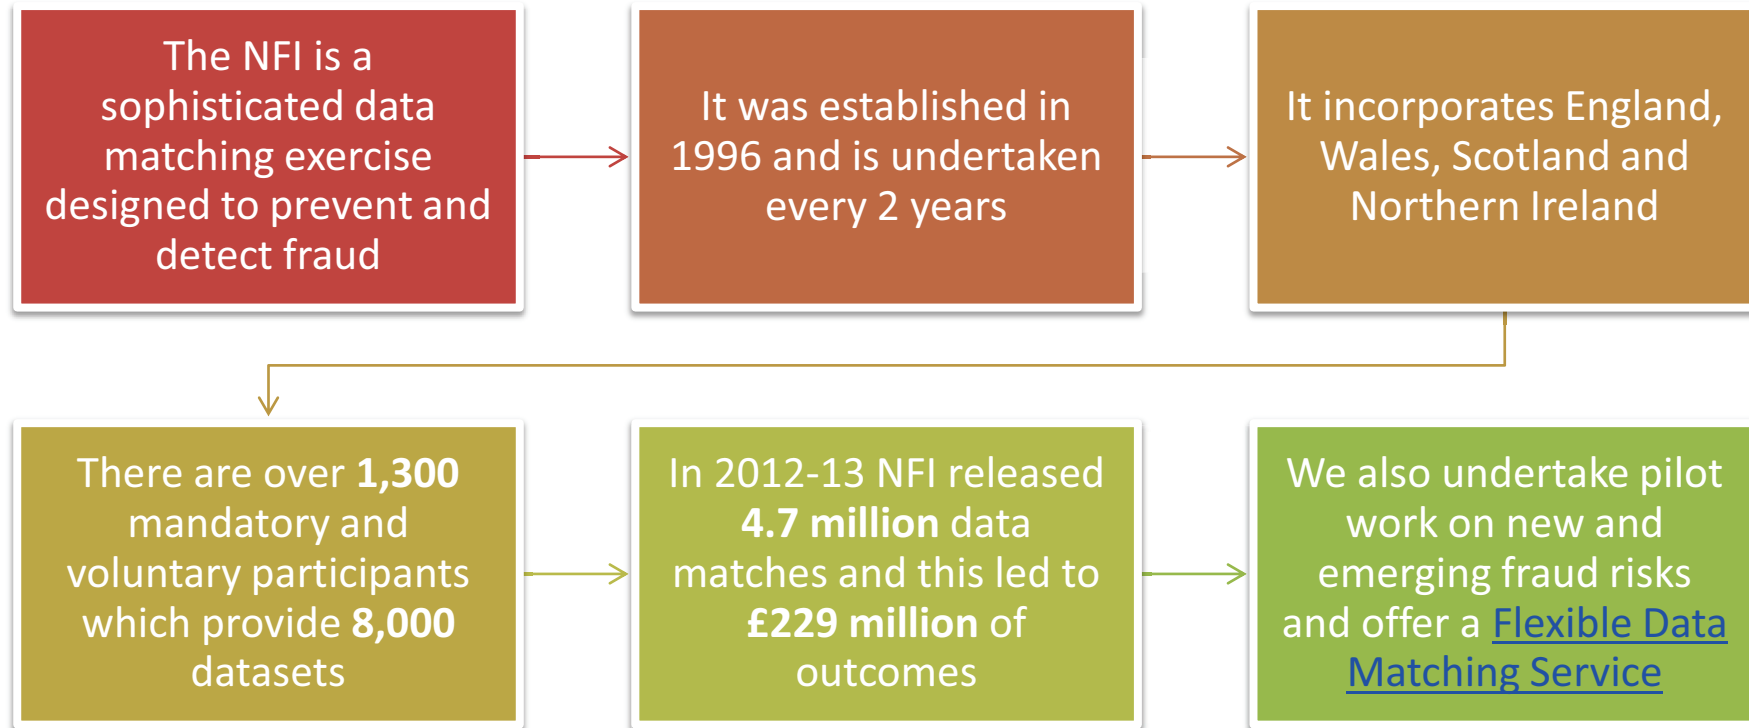 The NFI is a
sophisticated data
matching exercise
designed to prevent and
detect fraud
It was established in
1996 and is undertaken
every 2 years
It incorporates England,
Wales, Scotland and
Northern Ireland
There are over 1,300
mandatory and
voluntary participants
which provide 8,000
datasets
In 2012-13 NFI released
4.7 million data
matches and this led to
£229 million of
outcomes
We also undertake pilot
work on new and
emerging fraud risks
and offer a Flexible Data
Matching Service